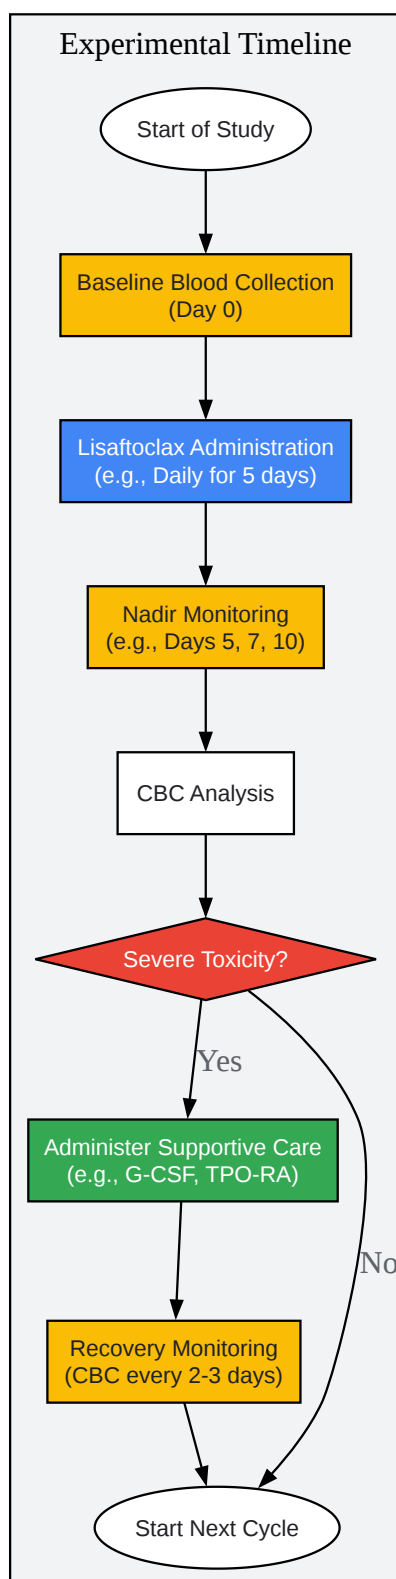 Experimental Timeline
Start of Study
Baseline Blood Collection
(Day 0)
Lisaftoclax Administration
(e.g., Daily for 5 days)
Nadir Monitoring
(e.g., Days 5, 7, 10)
CBC Analysis
Severe Toxicity?
Yes
Administer Supportive Care
(e.g., G-CSF, TPO-RA)
No
Recovery Monitoring
(CBC every 2-3 days)
Start Next Cycle